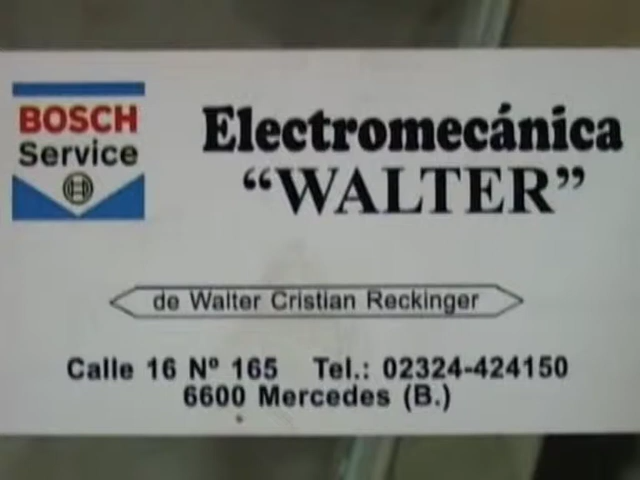 BOSCH
Service
Electromecánica
“WALTER”
de Walter Cristian Reckinger
Calle 16 Nº 165 Tel.: 02324-424150
6600 Mercedes (B.)